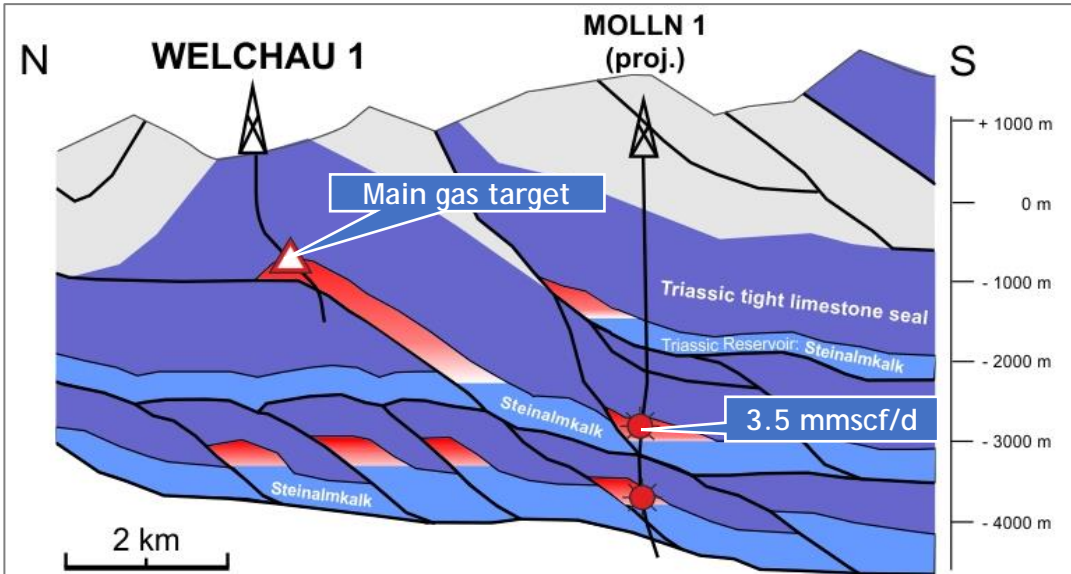 N
WELCHAU 1
MOLLN 1
(proj.)
S
+ 1000 m
Main gas target
0 m
- 1000 m
Triassic tight limestone seal
Triassic Reservoir: Steinalmkalk
- 2000 m
Steinalmkalk
3.5 mmscf/d
- 3000 m
Steinalmkalk
- 4000 m
2 km